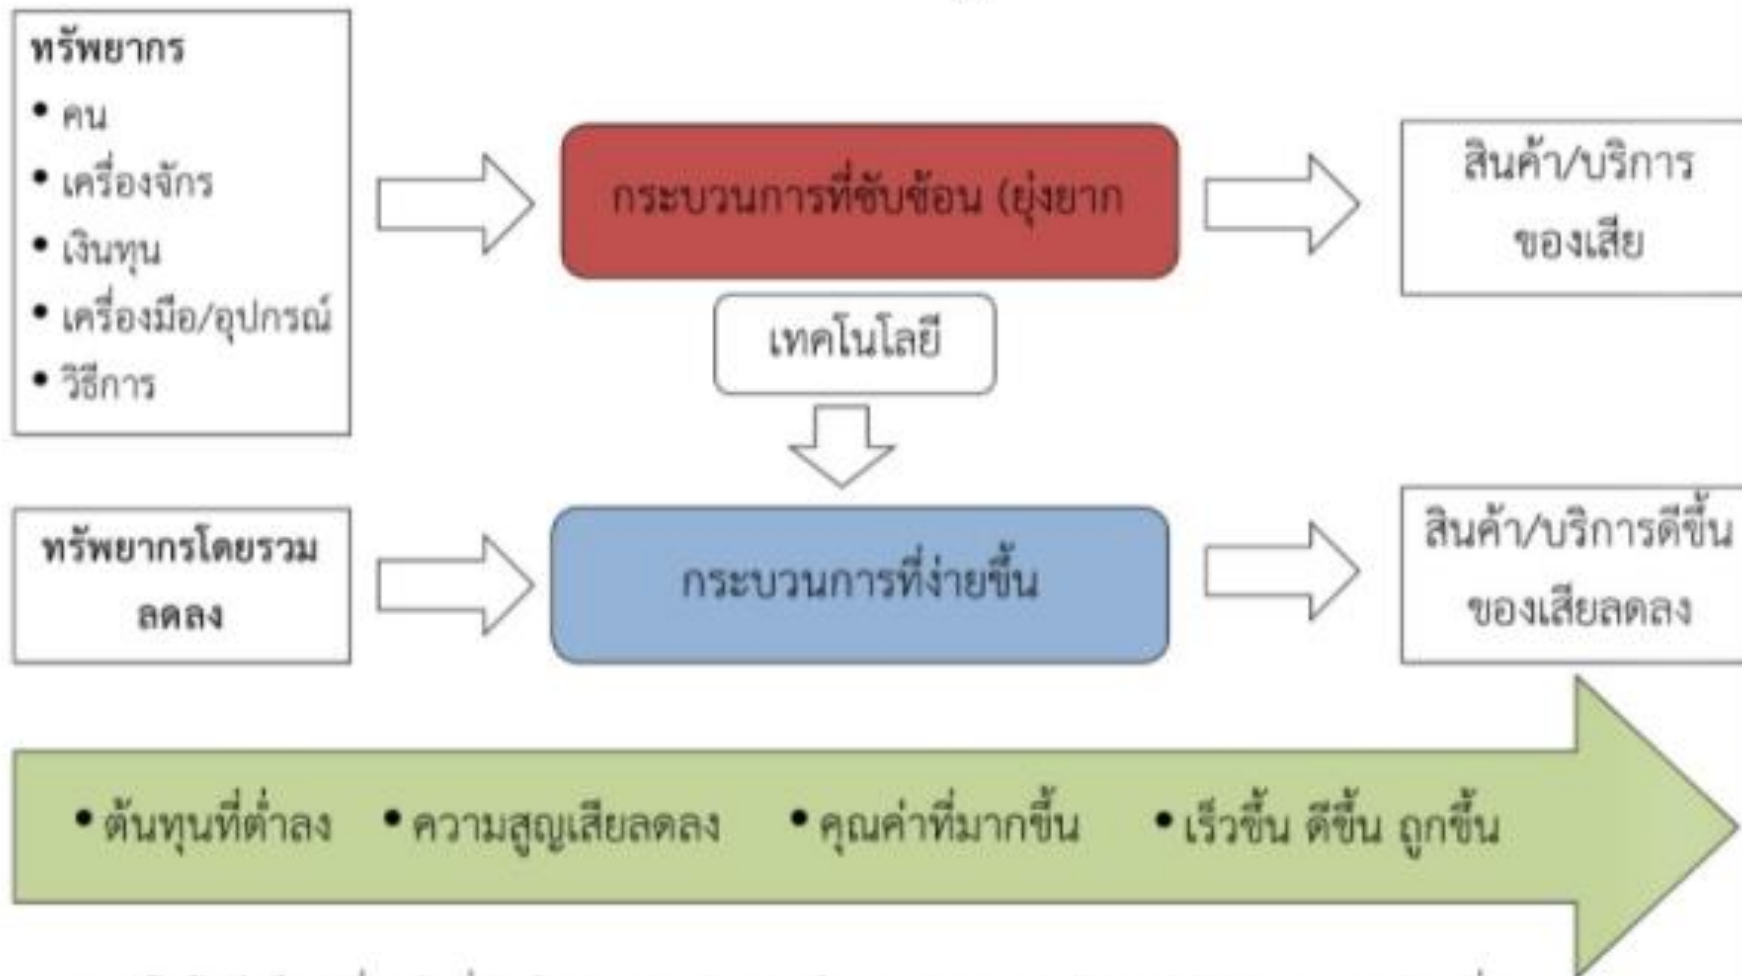 ทรัพยากร
• คน
• เครื่องจักร
• เงินทุน
• เครื่องมือ/อุปกรณ์
• วิธีการ
กระบวนการที่ซับซ้อน (ยุ่งยาก
สินค้า/บริการ
ของเสีย
เทคโนโลยี
ทรัพยากรโดยรวม
ลดลง
กระบวนการที่ง่ายขึ้น
สินค้า/บริการดีขึ้น
ของเสียลดลง
• ต้นทุนที่ต่ำลง • ความสูญเสียลดลง • คุณค่าที่มากขึ้น • เร็วขึ้น ดีขึ้น ถูกขึ้น